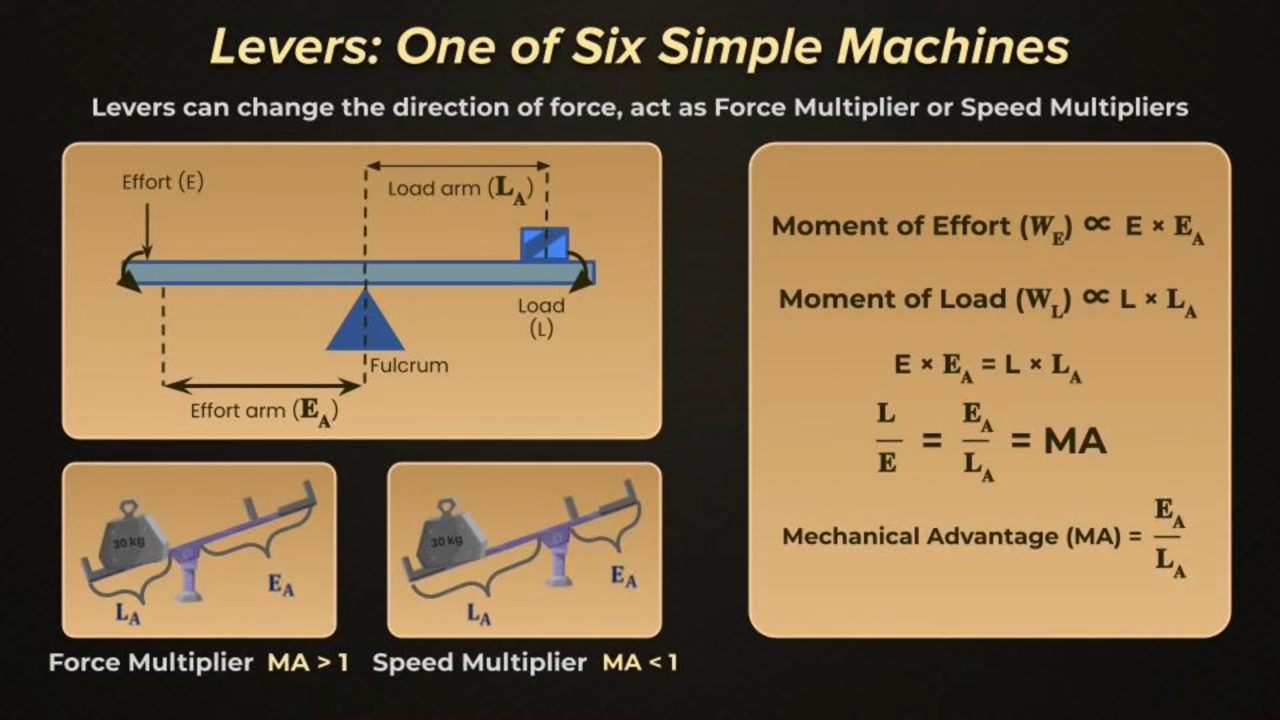 Levers: One of Six Simple Machines
Levers can change the direction of force, act as Force Multiplier or Speed Multipliers
Effort (E)
Load arm (L_A)
Load
(L)
Fulcrum
Effort arm (E_A)
30 kg
L_A
E_A
Force Multiplier MA > 1
30 kg
L_A
E_A
Speed Multiplier MA < 1
Moment of Effort (W_E) ∝ E × E_A
Moment of Load (W_L) ∝ L × L_A
E × E_A = L × L_A
L/E = E_A/L_A = MA
Mechanical Advantage (MA) = E_A/L_A